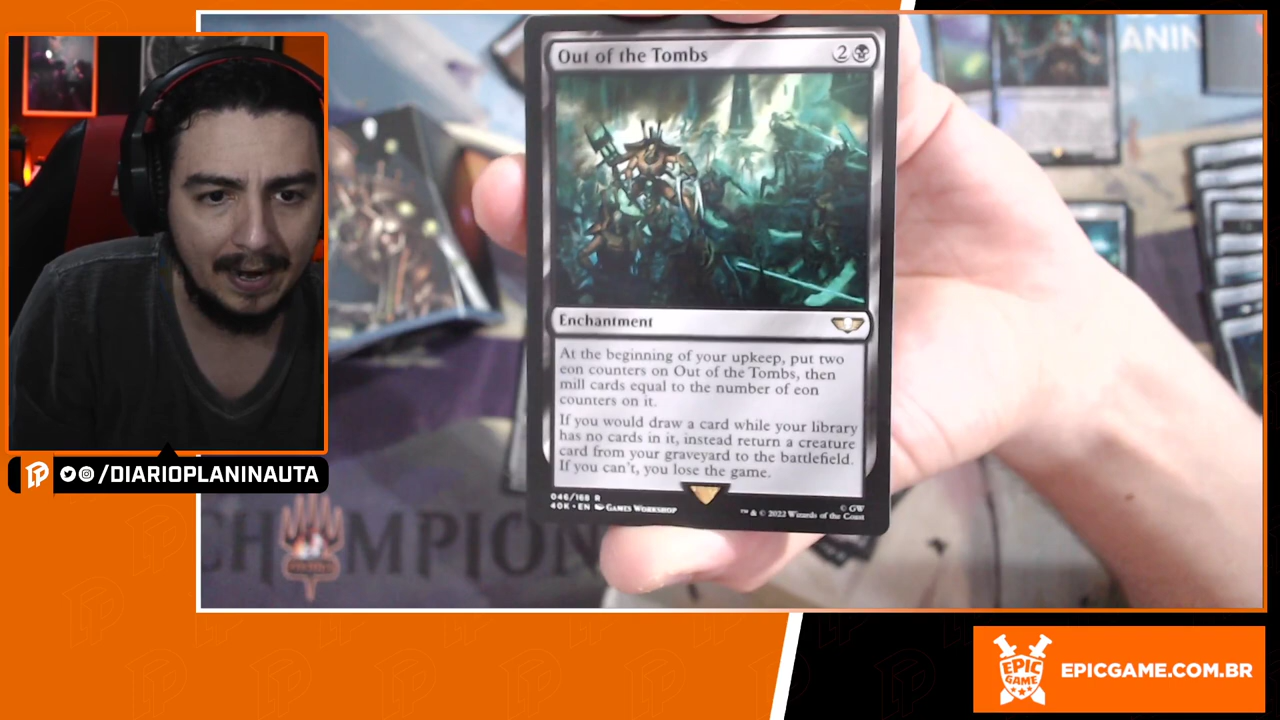 Out of the Tombs 2
Enchantment
At the beginning of your upkeep, put two
eon counters on Out of the Tombs, then
mill cards equal to the number of eon
counters on it.
If you would draw a card while your library
has no cards in it, instead return a creature
card from your graveyard to the battlefield.
If you can't, you lose the game.
046/168 R
40K • EN GAMES WORKSHOP
© GW
™ & © 2022 Wizards of the Coast
/DIARIOPLANINAUTA
CHAMPION
ANIN
EPIC
GAME
EPICGAME.COM.BR